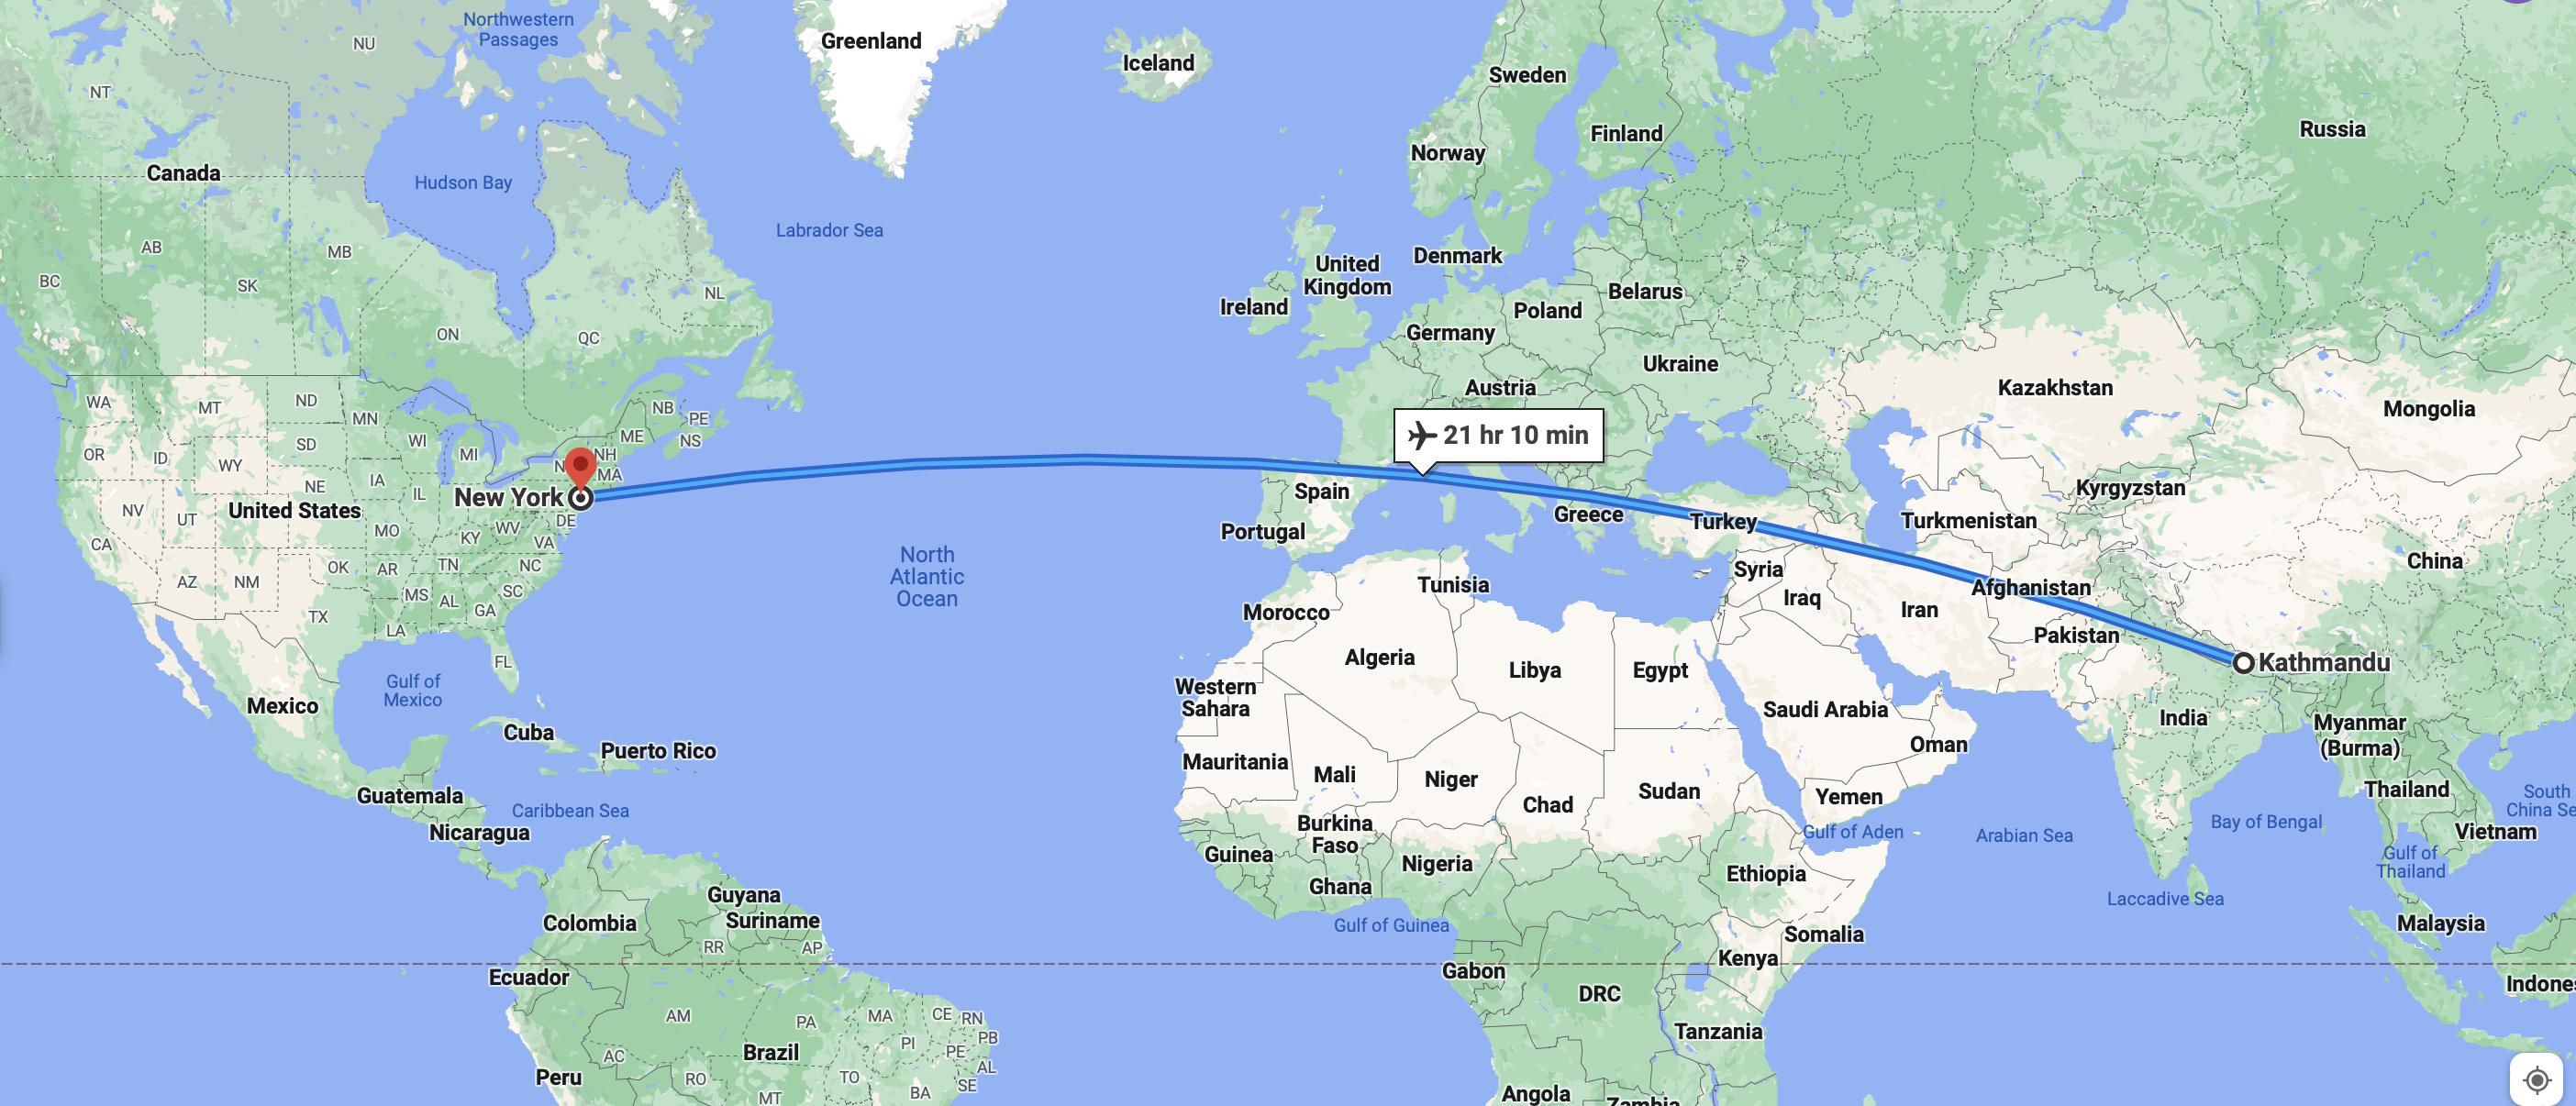 Northwestern
Passages
Greenland
Iceland
NU
NT
Sweden
Finland
Russia
Norway
Canada
Hudson Bay
Labrador Sea
AB
MB
BC
SK
NL
Denmark
United
Kingdom
Ireland
Belarus
Poland
Germany
ON
QC
Ukraine
Austria
Kazakhstan
Mongolia
WA
MT
ND
MN
NB
PE
ME
NS
21 hr 10 min
OR
ID
WY
SD
WI
MI
NH
MA
New York
NE
IA
IL
United States
NV
UT
Spain
Portugal
Greece
Turkey
Kyrgyzstan
Turkmenistan
China
CA
MO
KY
WV
DE
VA
North
Atlantic
Ocean
AZ
NM
OK
AR
TN
NC
Tunisia
Syria
Iraq
Iran
Afghanistan
Morocco
TX
MS
AL
GA
SC
LA
Pakistan
FL
Algeria
Libya
Egypt
Kathmandu
Gulf of
Mexico
Mexico
Western
Sahara
Saudi Arabia
India
Myanmar
(Burma)
Cuba
Puerto Rico
Oman
Mauritania
Mali
Niger
Chad
Sudan
Yemen
Thailand
South
China Se
Guatemala
Caribbean Sea
Nicaragua
Burkina
Faso
Gulf of Aden
Arabian Sea
Bay of Bengal
Vietnam
Guinea
Nigeria
Ghana
Ethiopia
Gulf of
Thailand
Laccadive Sea
Guyana
Suriname
Colombia
Gulf of Guinea
Somalia
Malaysia
RR
AP
Ecuador
Gabon
Kenya
DRC
Indones
AM
PA
MA
CE
RN
PB
PI
PE
AL
SE
Tanzania
Brazil
AC
RO
TO
BA
MT
Peru
Angola
Zambia